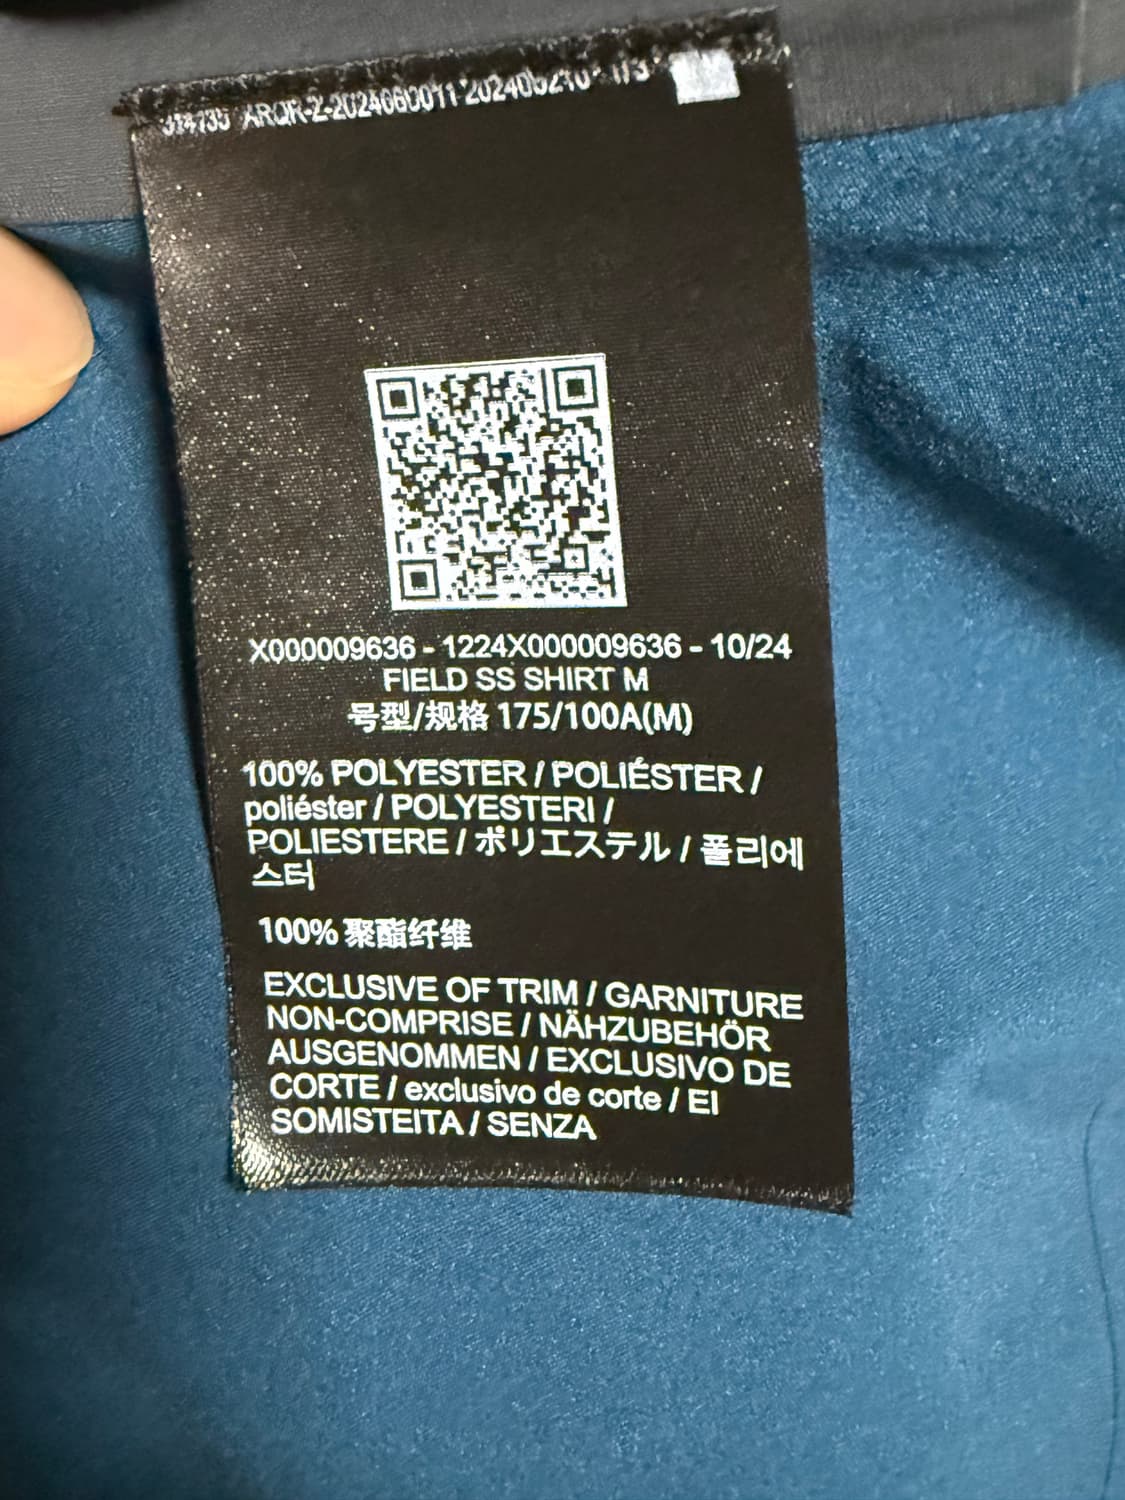 X000009636 - 1224X000009636 - 10/24
FIELD SS SHIRT M
号型/规格 175/100A(M)
100% POLYESTER / POLIÉSTER /
poliéster / POLYESTERI /
POLIESTERE / ポリエステル / 폴리에
스터
100% 聚酯纤维
EXCLUSIVE OF TRIM / GARNITURE
NON-COMPRISE / NÄHZUBEHÖR
AUSGENOMMEN / EXCLUSIVO DE
CORTE / exclusivo de corte / EI
SOMISTEITA / SENZA